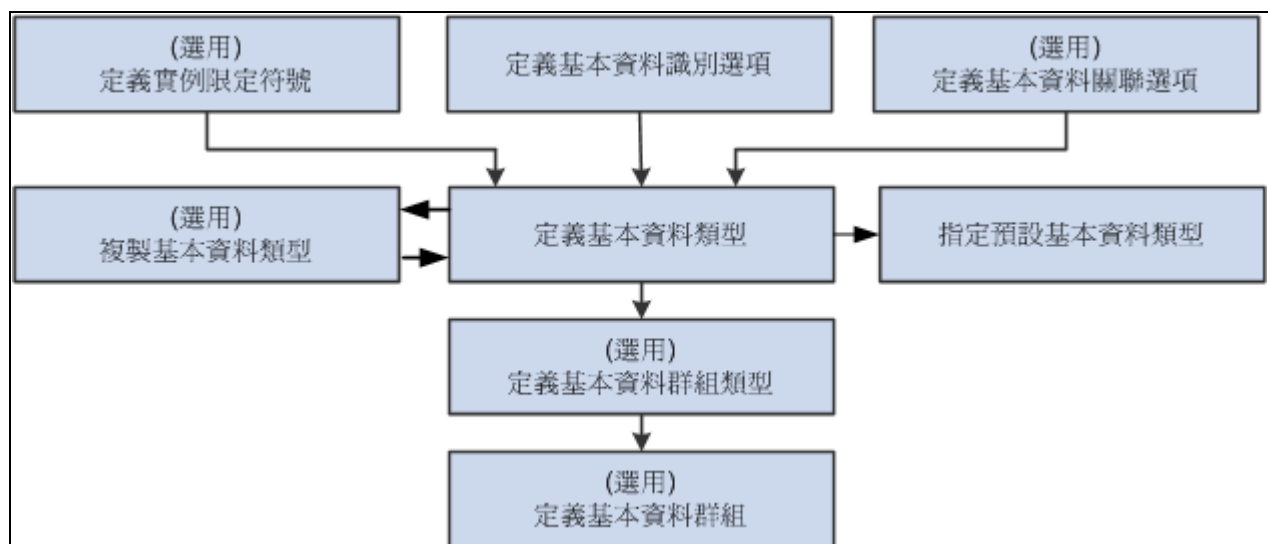 (選用)
定義實例限定符號
定義基本資料識別選項
(選用)
定義基本資料關聯選項
(選用)
複製基本資料類型
定義基本資料類型
指定預設基本資料類型
(選用)
定義基本資料群組類型
(選用)
定義基本資料群組